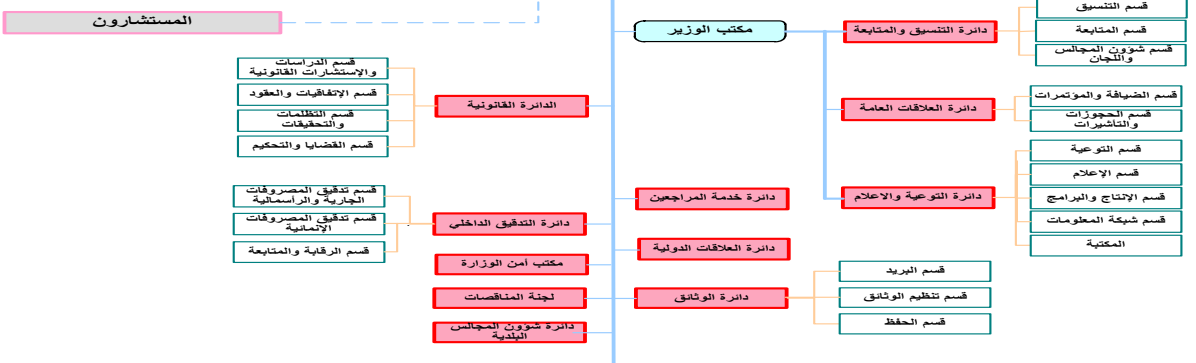 قسم التنسيق
المستشارون
مكتب الوزير
دائرة التنسيق والمتابعة
قسم المتابعة
قسم شؤون المجالس
واللجان
قسم الدراسات
والإستشارات القانونية
قسم الإتفاقيات والعقود
الدائرة القانونية
قسم التظلمات
والتحقيقات
قسم القضايا والتحكيم
دائرة العلاقات العامة
قسم الضيافة والمؤتمرات
قسم الحجوزات
والتأشيرات
قسم التوعية
قسم الإعلام
دائرة التوعية والاعلام
قسم الإنتاج والبرامج
قسم شبكة المعلومات
المكتبة
دائرة خدمة المراجعين
قسم تدقيق المصروفات
الجارية والرأسمالية
دائرة التدقيق الداخلي
قسم تدقيق المصروفات
الإنمائية
قسم الرقابة والمتابعة
دائرة العلاقات الدولية
مكتب أمن الوزارة
قسم البريد
دائرة الوثائق
قسم تنظيم الوثائق
قسم الحفظ
لجنة المناقصات
دائرة شؤون المجالس
البلدية